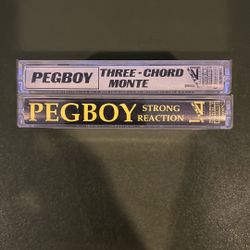 PEGBOY
THREE-CHORD
MONTE
PEGBOY
STRONG
REACTION